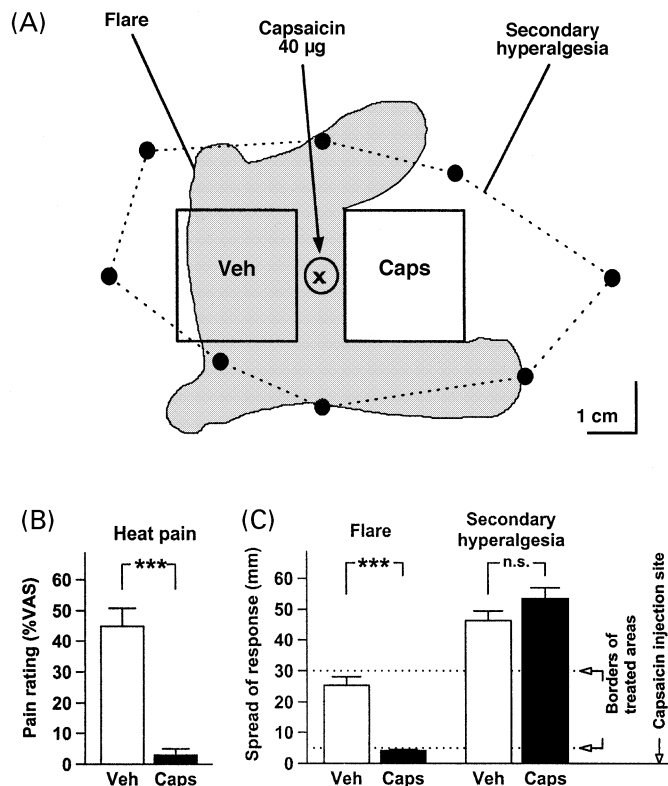 (A)
Flare
Capsaicin
40 µg
Secondary
hyperalgesia
Veh
x
Caps
1 cm
(B)
Heat pain
***
Pain rating (%VAS)
60
50
40
30
20
10
0
Veh
Caps
(C)
Flare
Secondary
hyperalgesia
***
n.s.
Spread of response (mm)
60
50
40
30
20
10
0
Veh
Caps
Veh
Caps
Borders of
treated areas
Capsaicin injection site